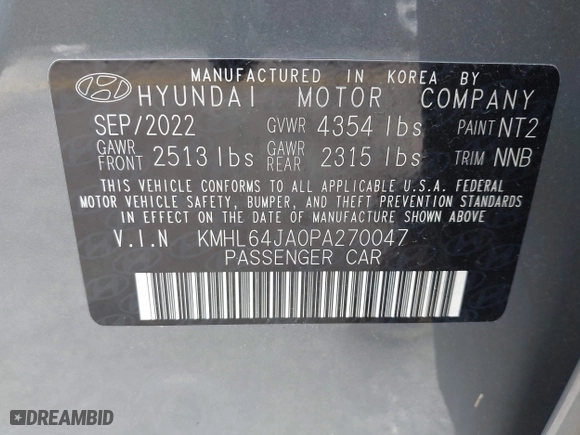 MANUFACTURED IN KOREA BY
HYUNDAI MOTOR COMPANY
SEP/2022 GVWR 4354 lbs PAINT NT2
GAWR FRONT 2513 lbs GAWR REAR 2315 lbs TRIM NNB
THIS VEHICLE CONFORMS TO ALL APPLICABLE U.S.A. FEDERAL
MOTOR VEHICLE SAFETY, BUMPER, AND THEFT PREVENTION STANDARDS
IN EFFECT ON THE DATE OF MANUFACTURE SHOWN ABOVE.
V.I.N KMHL64JA0PA270047
PASSENGER CAR
DREAMBID